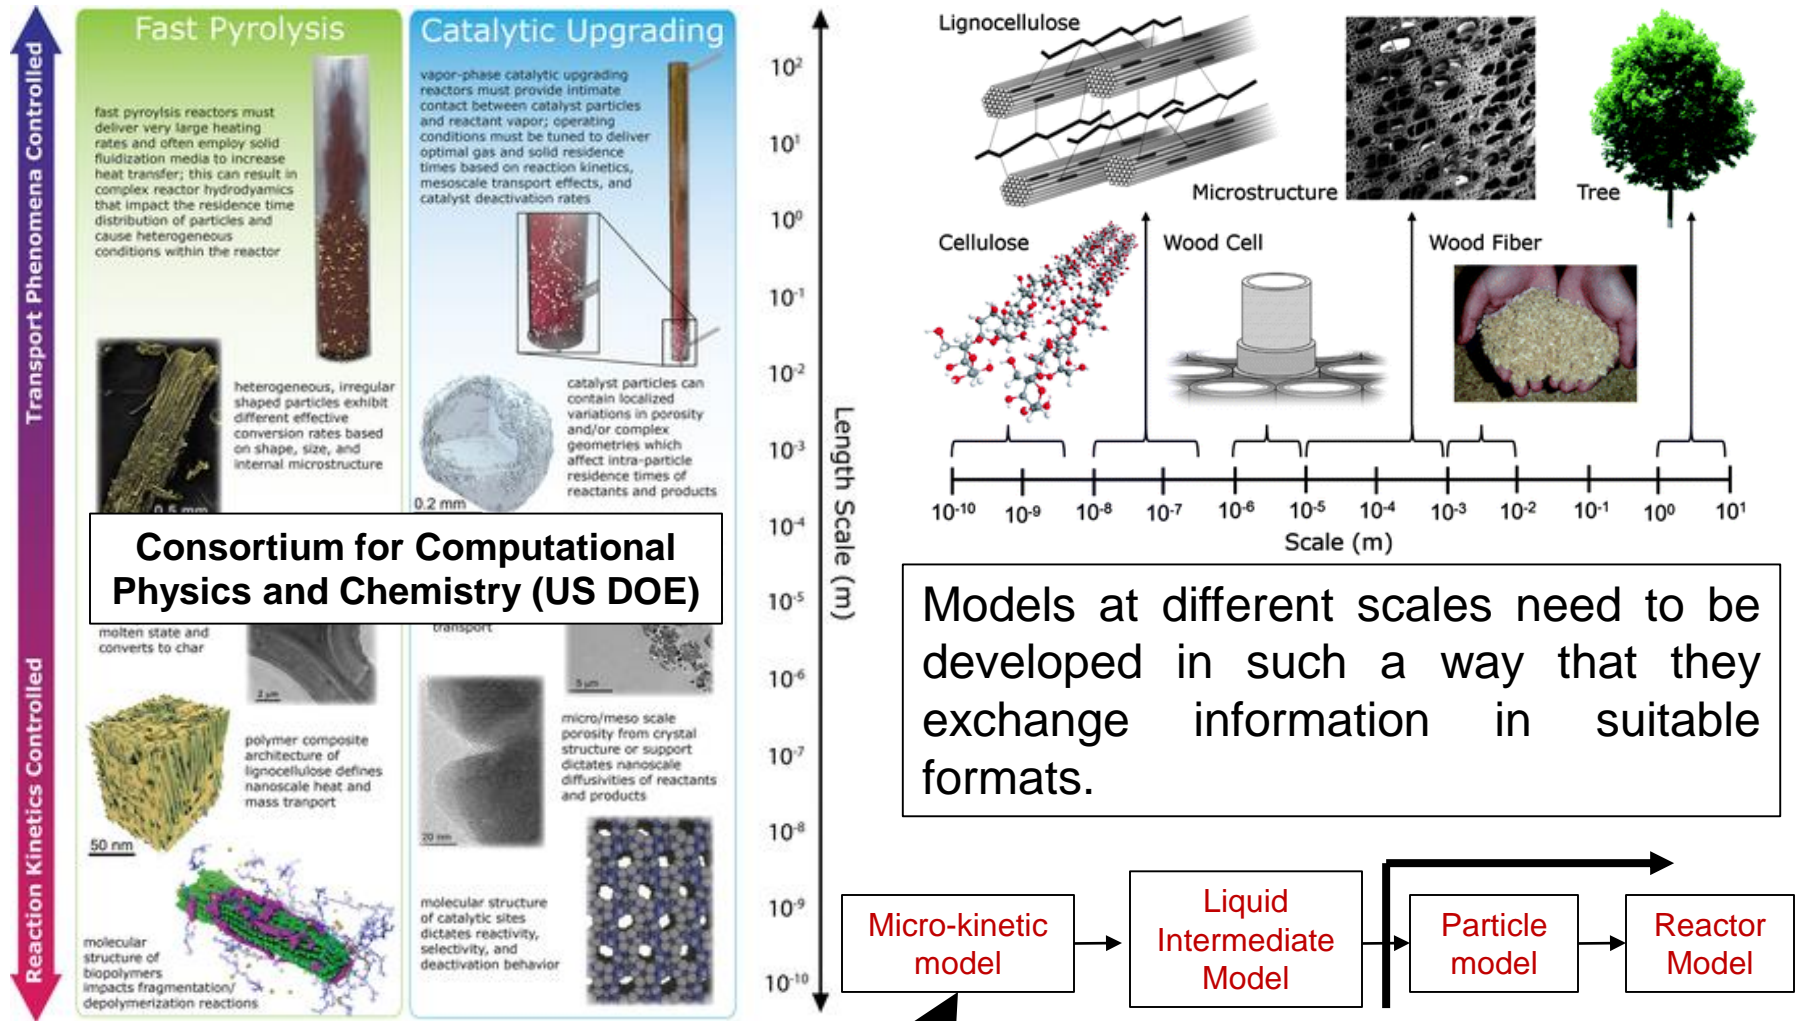 Transport Phenomena Controlled
Reaction Kinetics Controlled
Fast Pyrolysis
fast pyroylsis reactors must
deliver very large heating
rates and often employ solid
fluidization media to increase
heat transfer; this can result in
complex reactor hydrodyamics
that impact the residence time
distribution of particles and
cause heterogeneous
conditions within the reactor
heterogeneous, irregular
shaped particles exhibit
different effective
conversion rates based
on shape, size, and
internal microstructure
0.5 mm
Catalytic Upgrading
vapor-phase catalytic upgrading
reactors must provide intimate
contact between catalyst particles
and reactant vapor; operating
conditions must be tuned to deliver
optimal gas and solid residence
times based on reaction kinetics,
mesoscale transport effects, and
catalyst deactivation rates
catalyst particles can
contain localized
variations in porosity
and/or complex
geometries which
affect intra-particle
residence times of
reactants and products
0.2 mm
Consortium for Computational
Physics and Chemistry (US DOE)
molten state and
converts to char
2 μm
polymer composite
architecture of
lignocellulose defines
nanoscale heat and
mass tranport
50 nm
molecular
structure of
biopolymers
impacts fragmentation/
depolymerization reactions
transport
5 μm
micro/meso scale
porosity from crystal
structure or support
dictates nanoscale
diffusivities of reactants
and products
20 nm
molecular structure
of catalytic sites
dictates reactivity,
selectivity, and
deactivation behavior
10²
10¹
10⁰
10⁻¹
10⁻²
10⁻³
10⁻⁴
10⁻⁵
10⁻⁶
10⁻⁷
10⁻⁸
10⁻⁹
10⁻¹⁰
Length Scale (m)
Lignocellulose
Microstructure
Tree
Cellulose
Wood Cell
Wood Fiber
10⁻¹⁰ 10⁻⁹ 10⁻⁸ 10⁻⁷ 10⁻⁶ 10⁻⁵ 10⁻⁴ 10⁻³ 10⁻² 10⁻¹ 10⁰ 10¹
Scale (m)
Models at different scales need to be
developed in such a way that they
exchange information in suitable
formats.
Micro-kinetic
model
Liquid
Intermediate
Model
Particle
model
Reactor
Model